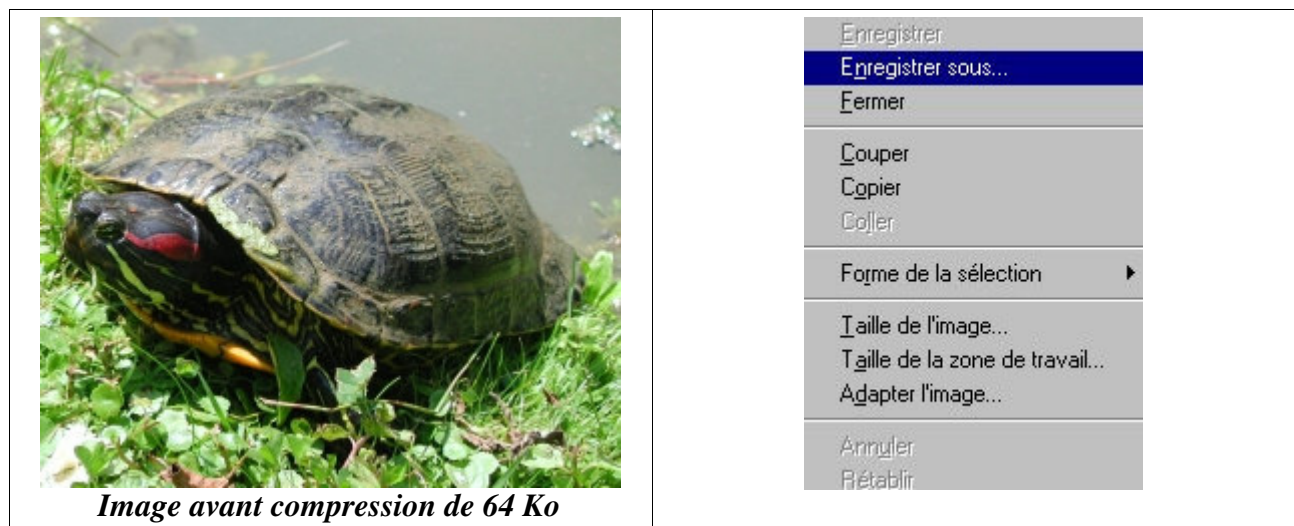 Image avant compression de 64 Ko
Enregistrer
Enregistrer sous...
Fermer
Couper
Copier
Coller
Forme de la sélection
Taille de l'image...
Taille de la zone de travail...
Adapter l'image...
Annuler
Rétablir